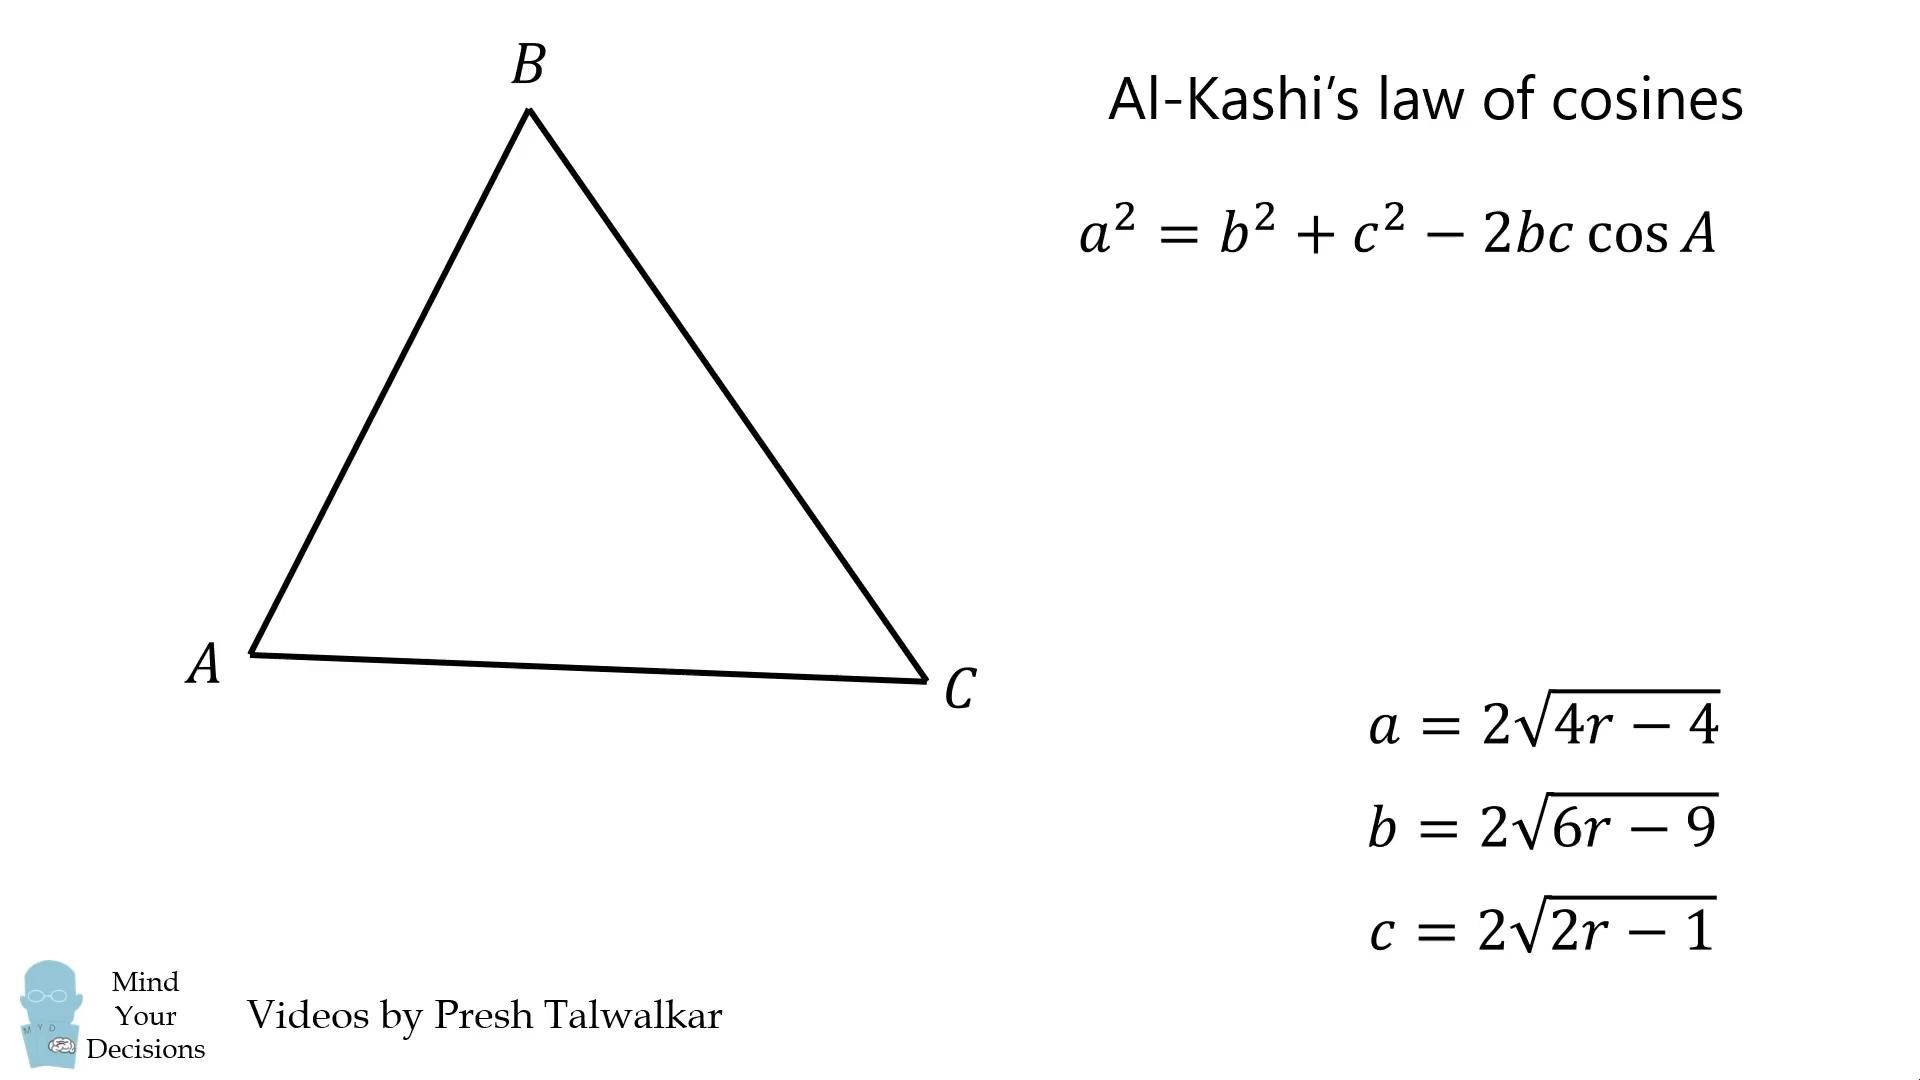 B
Al-Kashi’s law of cosines
a² = b² + c² − 2bc cos A
A
C
a = 2√(4r − 4)
b = 2√(6r − 9)
c = 2√(2r − 1)
M Y D
Mind
Your
Decisions
Videos by Presh Talwalkar